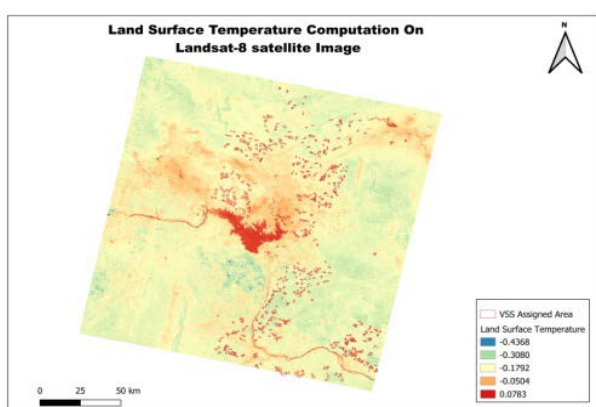 Land Surface Temperature Computation On
Landsat-8 satellite Image
N
VSS Assigned Area
Land Surface Temperature
-0.4368
-0.3080
-0.1792
-0.0504
0.0783
0 25 50 km